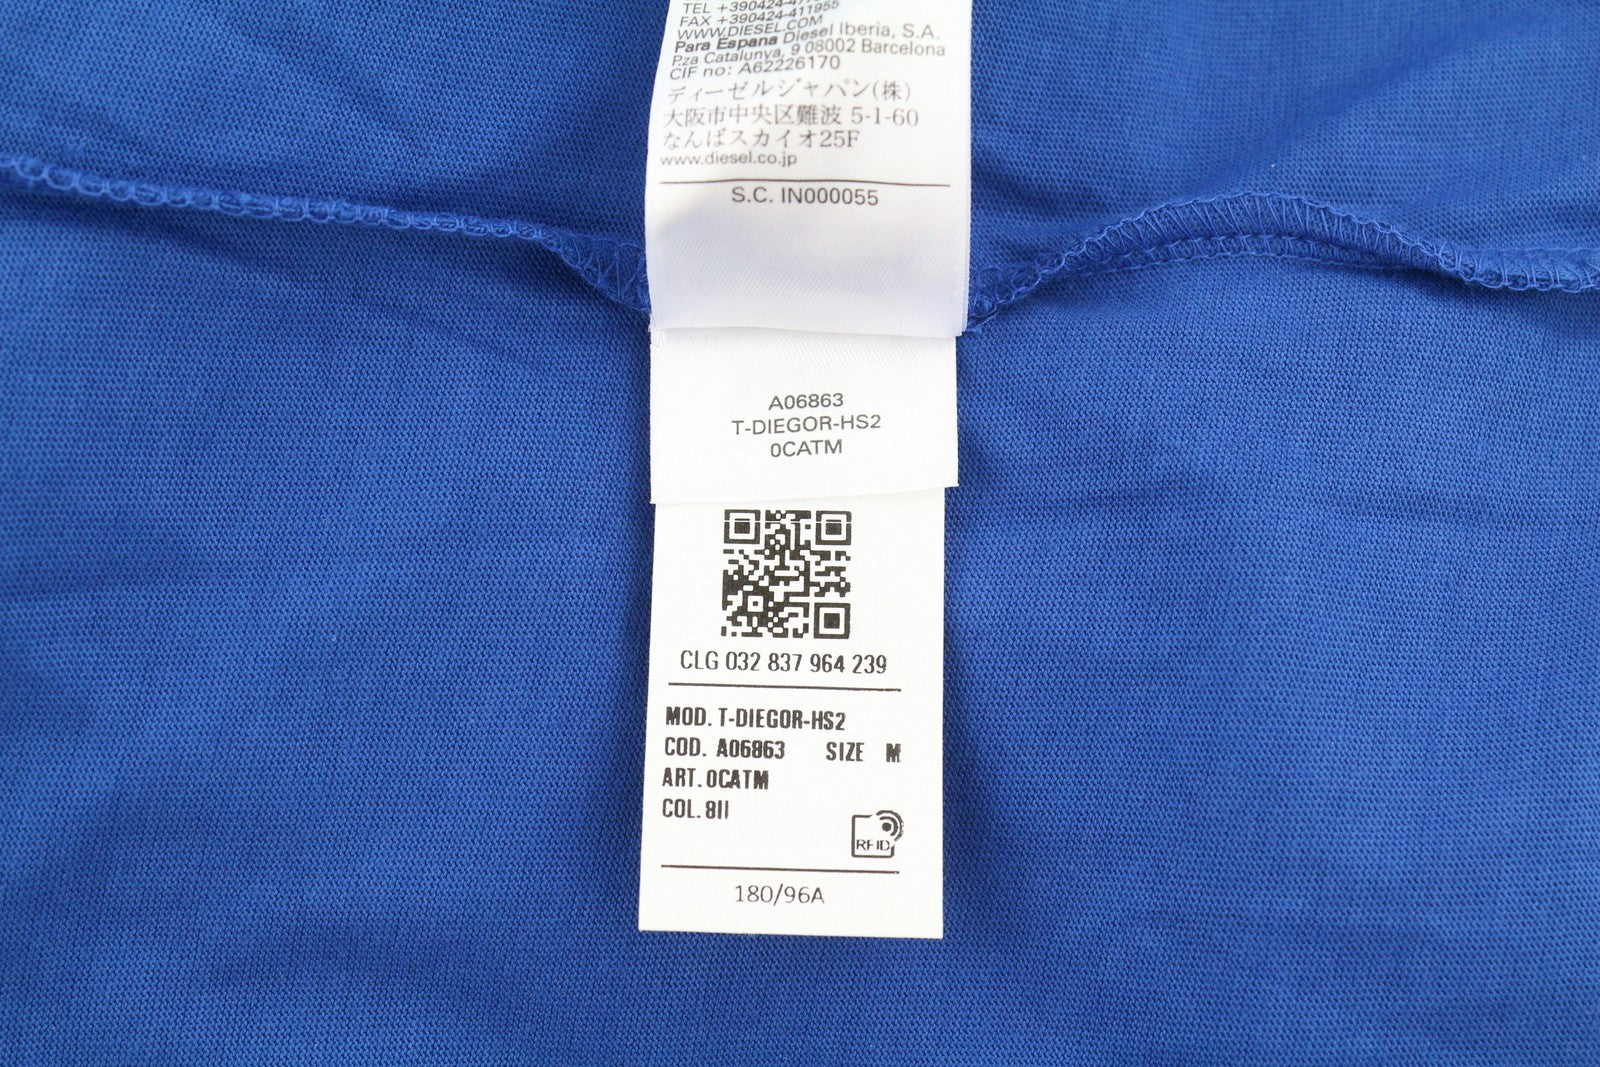 TEL +390424-
FAX +390424-411955
WWW.DIESEL.COM
Para Espana Diesel Iberia, S.A.
P.za Catalunya, 9 08002 Barcelona
CIF no: A62226170
ディーゼルジャパン(株)
大阪市中央区難波 5-1-60
なんばスカイオ25F
www.diesel.co.jp
S.C. IN000055
A06863
T-DIEGOR-HS2
0CATM
CLG 032 837 964 239
MOD. T-DIEGOR-HS2
COD. A06863 SIZE M
ART. 0CATM
COL. 8II
RFID
180/96A